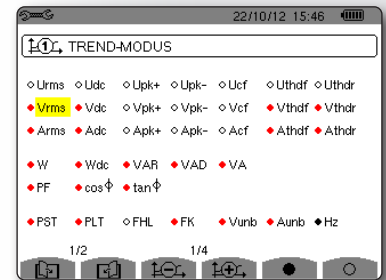 22/10/12 15:46
1 TREND-MODUS
Urms Udc Upk+ Upk- Ucf Uthdf Uthdr
Vrms Vdc Vpk+ Vpk- Vcf Vthdf Vthdr
Arms Adc Apk+ Apk- Acf Athdf Athdr
W Wdc VAR VAD VA
PF cos ϕ tan ϕ
PST PLT FHL FK Vunb Aunb Hz
1/2 1/4